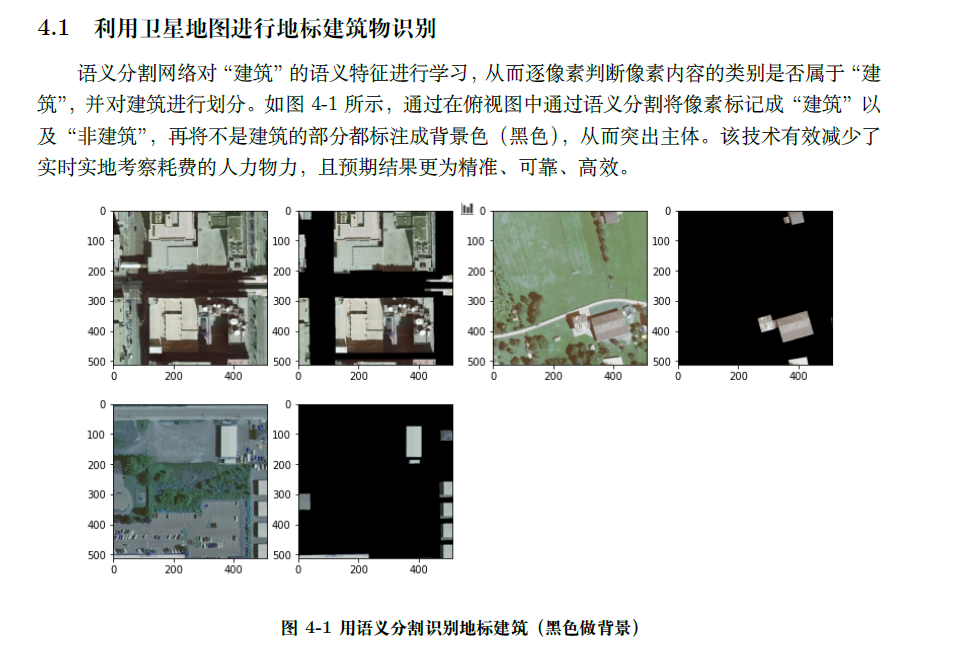 4.1 利用卫星地图进行地标建筑物识别
语义分割网络对“建筑”的语义特征进行学习，从而逐像素判断像素内容的类别是否属于“建
筑”，并对建筑进行划分。如图 4-1 所示，通过在俯视图中通过语义分割将像素标记成“建筑”以
及“非建筑”，再将不是建筑的部分都标注成背景色（黑色），从而突出主体。该技术有效减少了
实时实地考察耗费的人力物力，且预期结果更为精准、可靠、高效。
0 0 0 0
100 100 100 100
200 200 200 200
300 300 300 300
400 400 400 400
500 500 500 500
0 200 400 0 200 400 0 200 400 0 200 400
0 0
100 100
200 200
300 300
400 400
500 500
0 200 400 0 200 400
图 4-1 用语义分割识别地标建筑（黑色做背景）